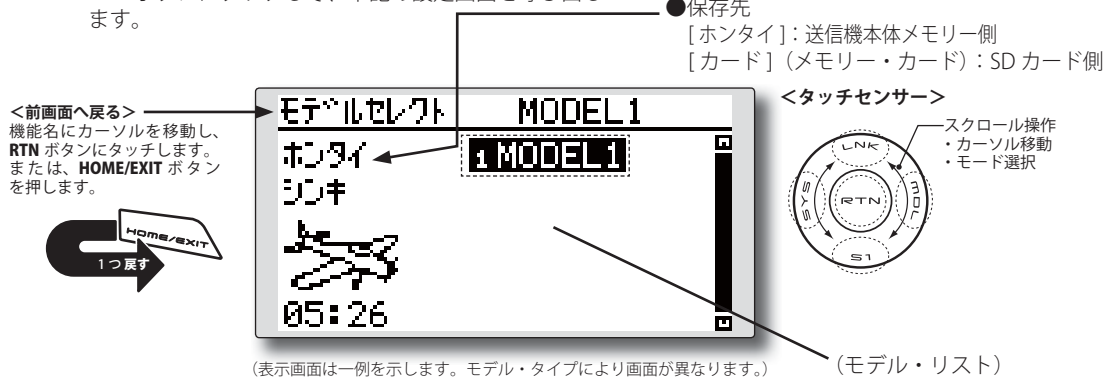 ます。
●保存先
[ ホンタイ ]：送信機本体メモリー側
[ カード ]（メモリー・カード）：SD カード側
＜前画面へ戻る＞
機能名にカーソルを移動し、
RTN ボタンにタッチします。
または、HOME/EXIT ボタン
を押します。
HOME/EXIT
1つ戻す
モデルセレクト MODEL1
ホンタイ
1 MODEL1
シンキ
05:26
＜タッチセンサー＞
スクロール操作
・カーソル移動
・モード選択
LNK
SYS
RTN
MDL
S1
（表示画面は一例を示します。モデル・タイプにより画面が異なります。）
（モデル・リスト）